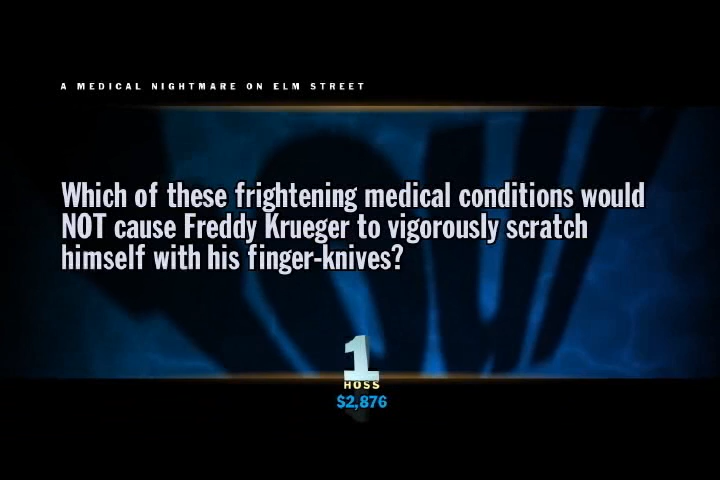 A MEDICAL NIGHTMARE ON ELM STREET
Which of these frightening medical conditions would
NOT cause Freddy Krueger to vigorously scratch
himself with his finger-knives?
1
HOSS
$2,876